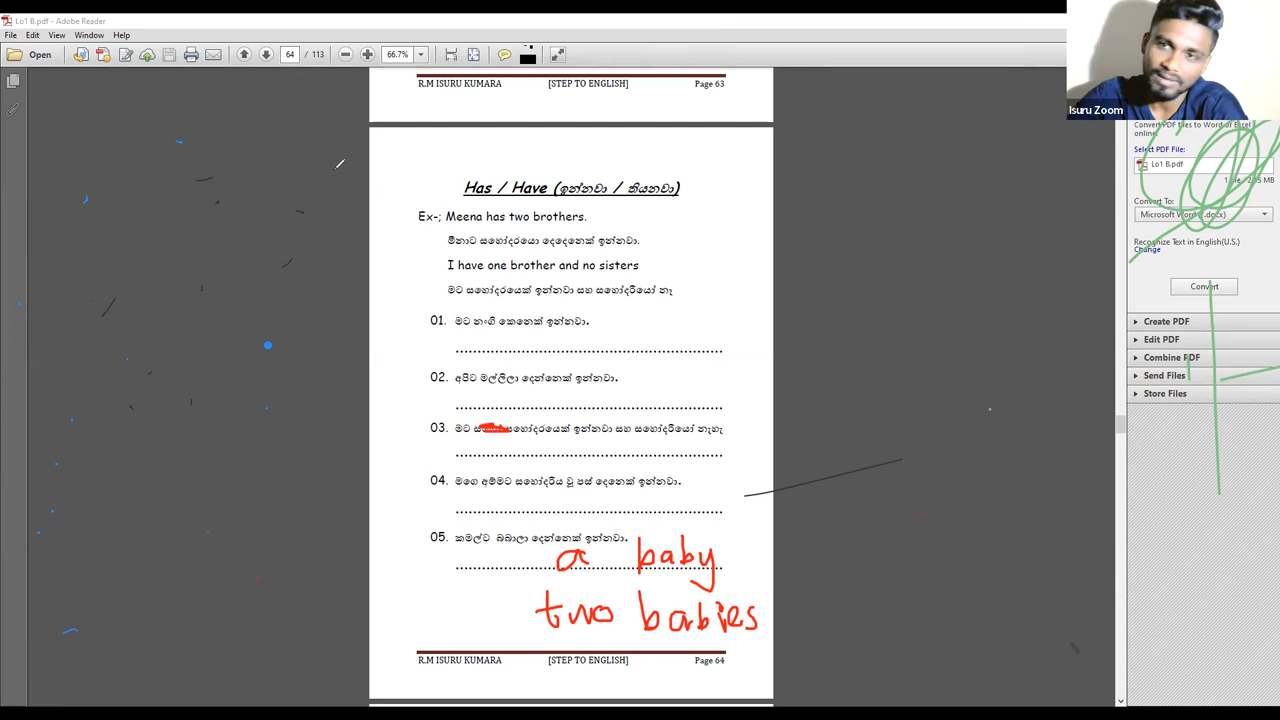 Lo1 B.pdf - Adobe Reader
File Edit View Window Help
Open 64 / 113 66.7%
R.M ISURU KUMARA [STEP TO ENGLISH] Page 63
Isuru Zoom
Convert PDF files to Word or Excel
online.
Select PDF File:
Lo1 B.pdf
Convert To:
Recognize Text in English(U.S.)
Change
Convert
Create PDF
Edit PDF
Combine PDF
Send Files
Store Files
Has / Have (ඉන්නවා / තියනවා)
Ex-; Meena has two brothers.
මීනාට සහෝදරයො දෙදෙනෙක් ඉන්නවා.
I have one brother and no sisters
මට සහෝදරයෙක් ඉන්නවා සහ සහෝදරියෝ නෑ
01. මට නංගි කෙනෙක් ඉන්නවා.
02. අපිට මල්ලිලා දෙන්නෙක් ඉන්නවා.
03. මට සහෝදරයෙක් ඉන්නවා සහ සහෝදරියෝ නැහැ
04. මගෙ අම්මට සහෝදරිය වූ පස් දෙනෙක් ඉන්නවා.
05. කමල්ට බබාලා දෙන්නෙක් ඉන්නවා.
a baby
two babies
R.M ISURU KUMARA [STEP TO ENGLISH] Page 64